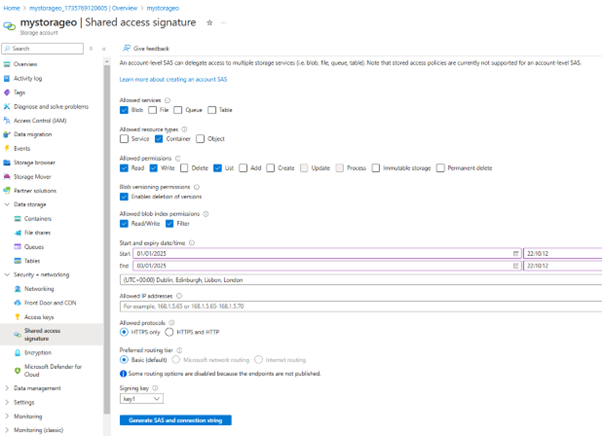 Home > mystorageo_1735769120605 | Overview > mystorageo
mystorageo | Shared access signature
Storage account
Search
Give feedback
Overview
Activity log
Tags
Diagnose and solve problems
Access Control (IAM)
Data migration
Events
Storage browser
Storage Mover
Partner solutions
Data storage
Containers
File shares
Queues
Tables
Security + networking
Networking
Front Door and CDN
Access keys
Shared access
signature
Encryption
Microsoft Defender for
Cloud
Data management
Settings
Monitoring
Monitoring (classic)
An account-level SAS can delegate access to multiple storage services (i.e. blob, file, queue, table). Note that stored access policies are currently not supported for an account-level SAS.
Learn more about creating an account SAS
Allowed services
Blob File Queue Table
Allowed resource types
Service Container Object
Allowed permissions
Read Write Delete List Add Create Update Process Immutable storage Permanent delete
Blob versioning permissions
Enables deletion of versions
Allowed blob index permissions
Read/Write Filter
Start and expiry date/time
Start 01/01/2025 22:10:12
End 03/01/2025 22:10:12
(UTC+00:00) Dublin, Edinburgh, Lisbon, London
Allowed IP addresses
For example, 168.1.5.65 or 168.1.5.65-168.1.5.70
Allowed protocols
HTTPS only HTTPS and HTTP
Preferred routing tier
Basic (default) Microsoft network routing Internet routing
Some routing options are disabled because the endpoints are not published.
Signing key
key1
Generate SAS and connection string